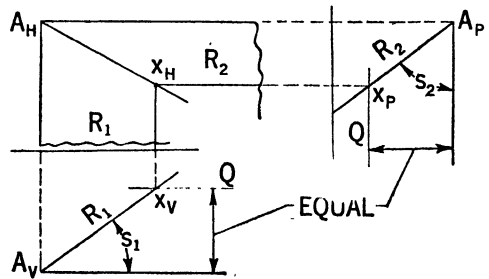 A_H
A_P
X_H
R_2
R_2
X_P
S_2
R_1
Q
Q
X_V
R_1
S_1
EQUAL
A_V